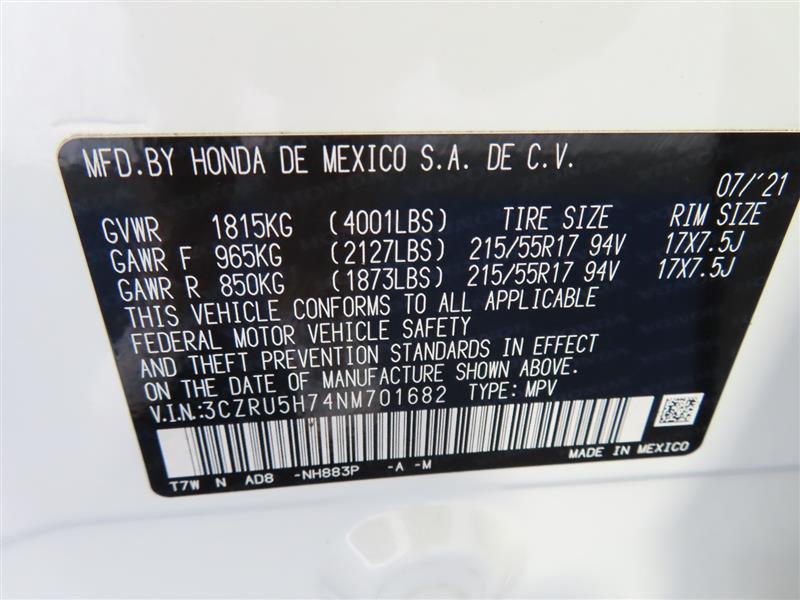 MFD.BY HONDA DE MEXICO S.A. DE C.V.
07/'21
GVWR 1815KG (4001LBS) TIRE SIZE RIM SIZE
GAWR F 965KG (2127LBS) 215/55R17 94V 17X7.5J
GAWR R 850KG (1873LBS) 215/55R17 94V 17X7.5J
THIS VEHICLE CONFORMS TO ALL APPLICABLE
FEDERAL MOTOR VEHICLE SAFETY
AND THEFT PREVENTION STANDARDS IN EFFECT
ON THE DATE OF MANUFACTURE SHOWN ABOVE.
V.I.N.:3CZRU5H74NM701682 TYPE: MPV
T7W N AD8 -NH883P -A -M
MADE IN MEXICO